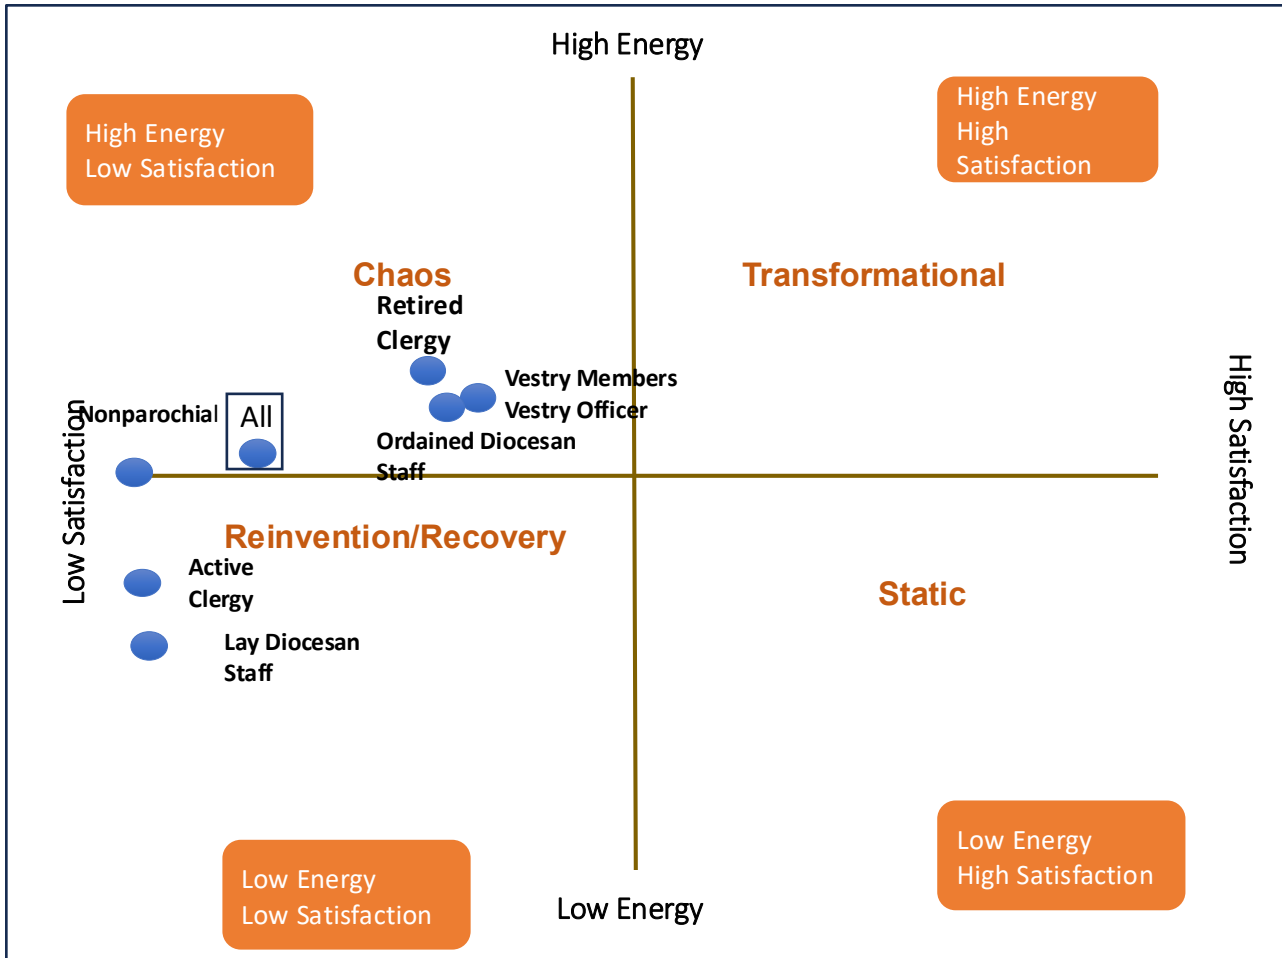 High Energy
High Energy
Low Satisfaction
High Energy
High
Satisfaction
Chaos
Transformational
Retired
Clergy
Vestry Members
Vestry Officer
Nonparochial
All
Ordained Diocesan
Staff
Low Satisfaction
High Satisfaction
Reinvention/Recovery
Active
Clergy
Static
Lay Diocesan
Staff
Low Energy
High Satisfaction
Low Energy
Low Satisfaction
Low Energy